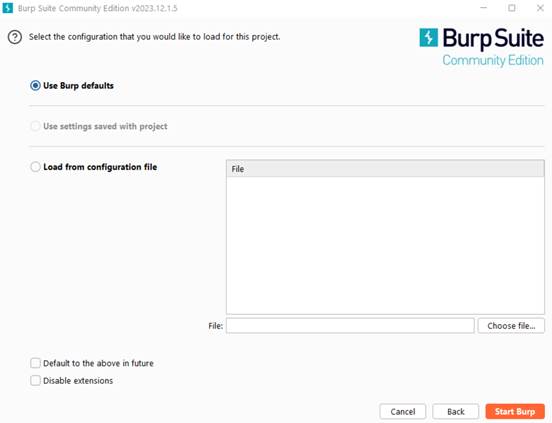 Burp Suite Community Edition v2023.12.1.5
Select the configuration that you would like to load for this project.
Burp Suite
Community Edition
Use Burp defaults
Use settings saved with project
Load from configuration file
File
File:
Choose file...
Default to the above in future
Disable extensions
Cancel
Back
Start Burp